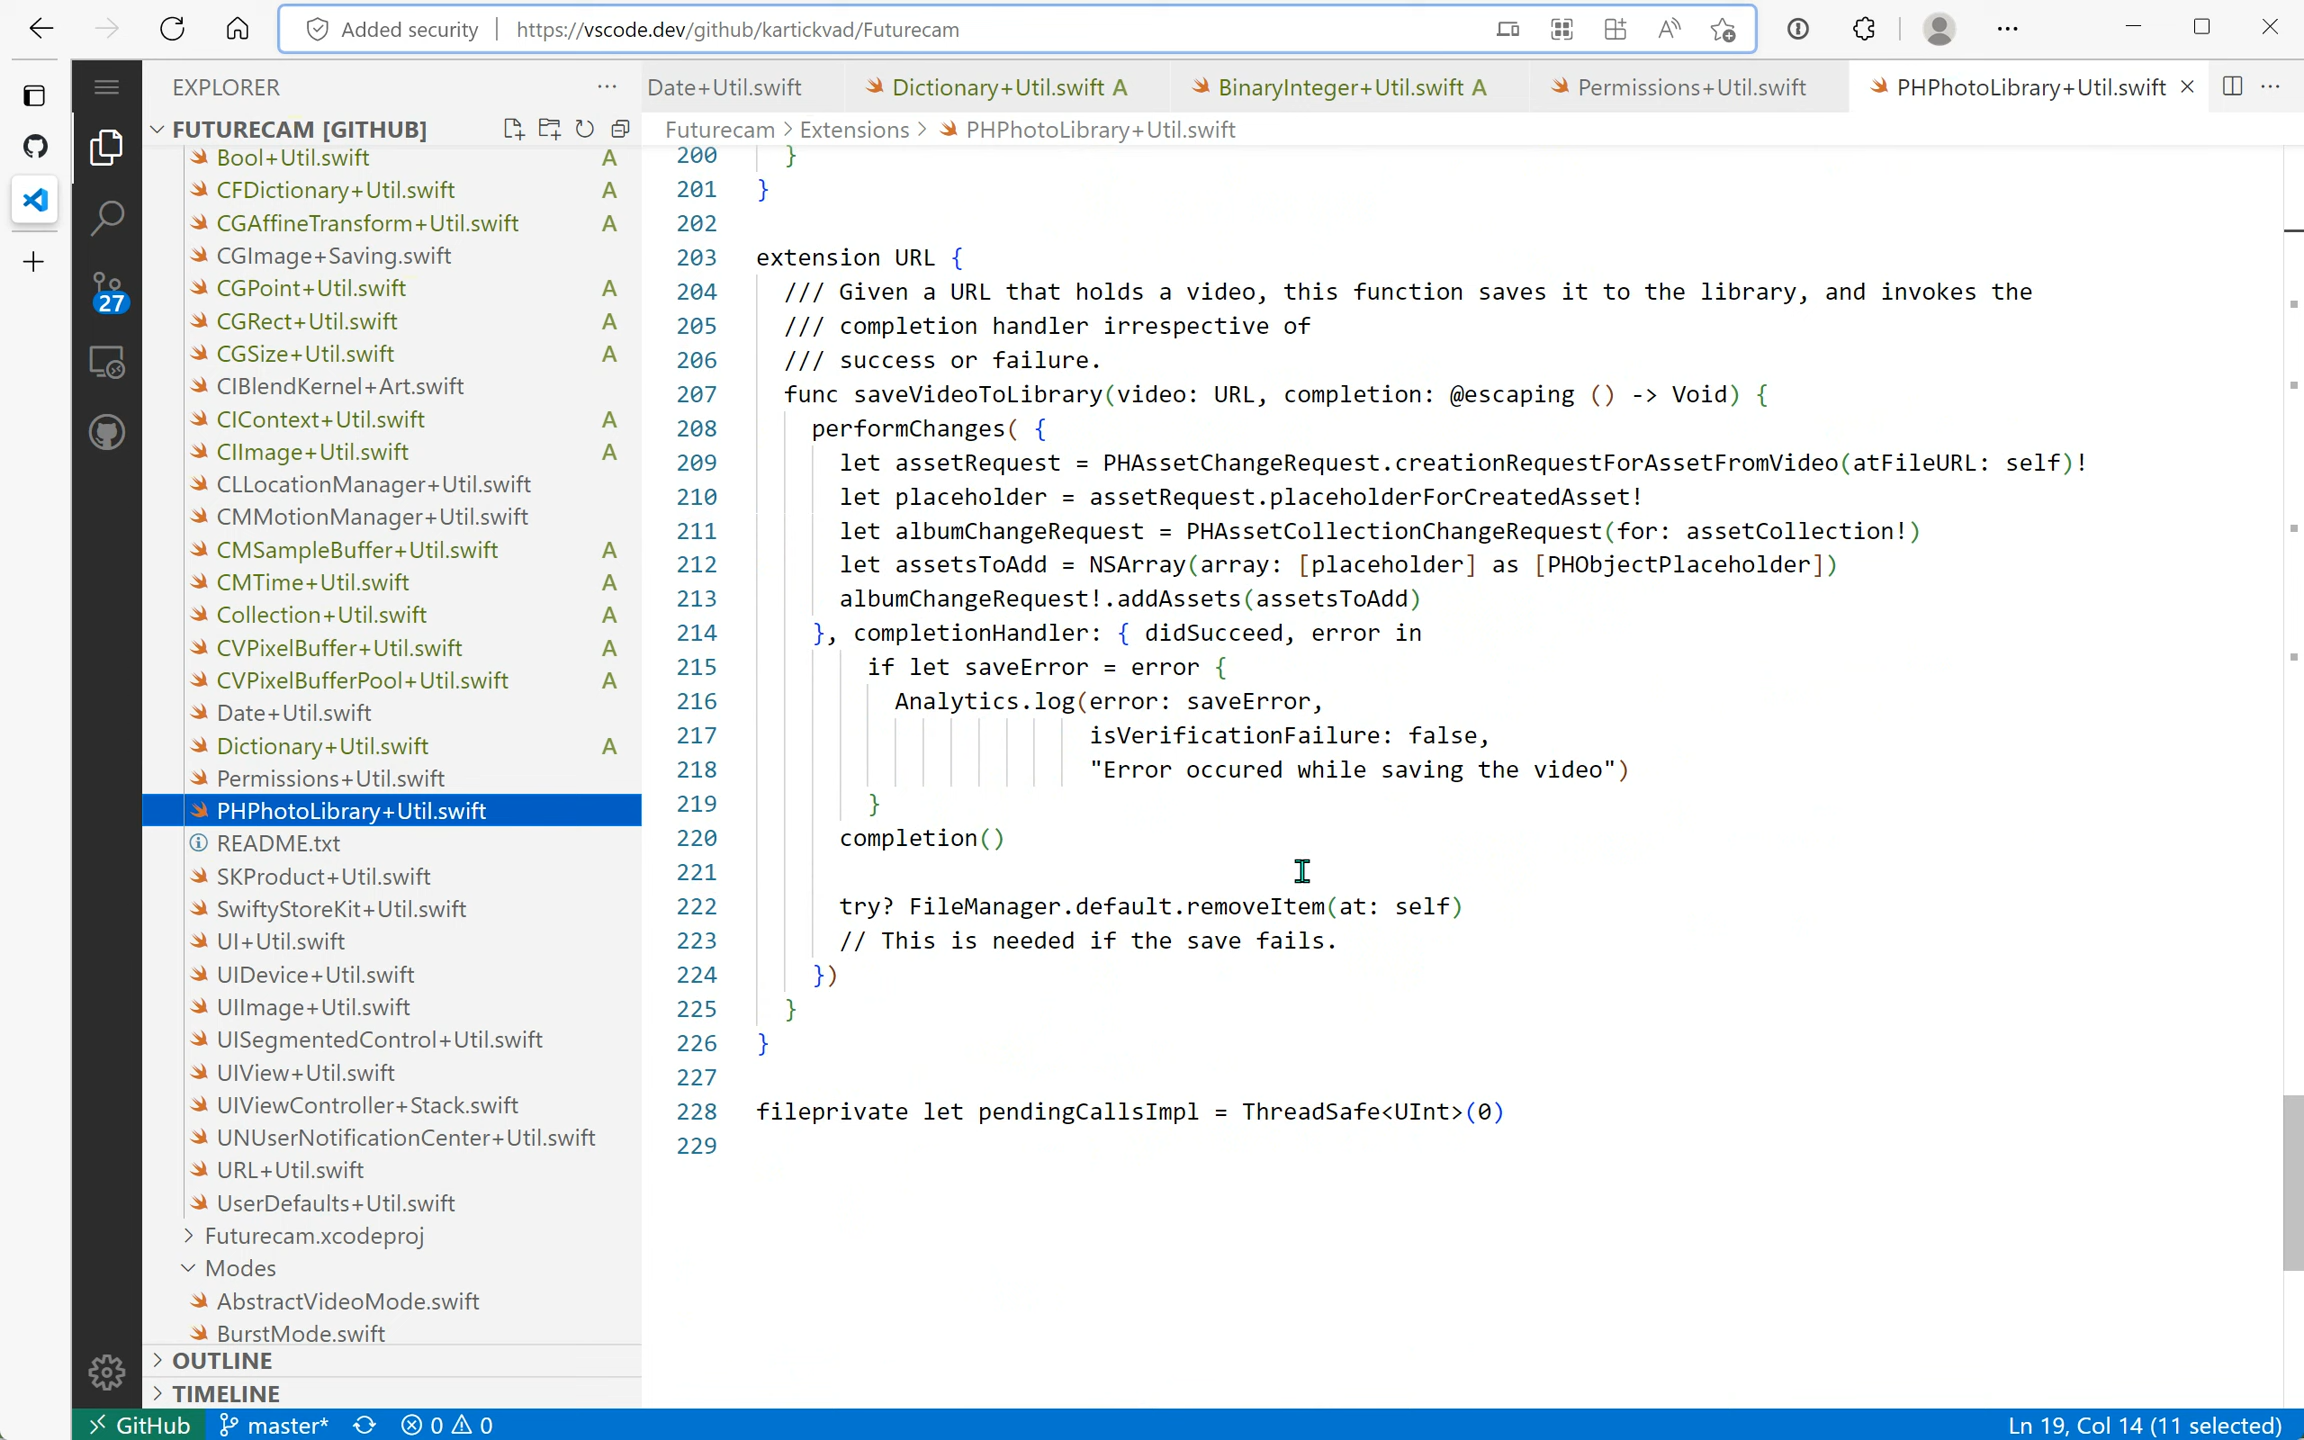 Added security
https://vscode.dev/github/kartickvad/Futurecam
EXPLORER
Date+Util.swift
Dictionary+Util.swift A
BinaryInteger+Util.swift A
Permissions+Util.swift
PHPhotoLibrary+Util.swift
FUTURECAM [GITHUB]
Futurecam > Extensions > PHPhotoLibrary+Util.swift
27
Bool+Util.swift A
CFDictionary+Util.swift A
CGAffineTransform+Util.swift A
CGImage+Saving.swift
CGPoint+Util.swift A
CGRect+Util.swift A
CGSize+Util.swift A
CIBlendKernel+Art.swift
CIContext+Util.swift A
CIImage+Util.swift A
CLLocationManager+Util.swift
CMMotionManager+Util.swift
CMSampleBuffer+Util.swift A
CMTime+Util.swift A
Collection+Util.swift A
CVPixelBuffer+Util.swift A
CVPixelBufferPool+Util.swift A
Date+Util.swift
Dictionary+Util.swift A
Permissions+Util.swift
PHPhotoLibrary+Util.swift
README.txt
SKProduct+Util.swift
SwiftyStoreKit+Util.swift
UI+Util.swift
UIDevice+Util.swift
UIImage+Util.swift
UISegmentedControl+Util.swift
UIView+Util.swift
UIViewController+Stack.swift
UNUserNotificationCenter+Util.swift
URL+Util.swift
UserDefaults+Util.swift
Futurecam.xcodeproj
Modes
AbstractVideoMode.swift
BurstMode.swift
OUTLINE
TIMELINE
200 }
201 }
202
203 extension URL {
204 /// Given a URL that holds a video, this function saves it to the library, and invokes the
205 /// completion handler irrespective of
206 /// success or failure.
207 func saveVideoToLibrary(video: URL, completion: @escaping () -> Void) {
208 performChanges( {
209 let assetRequest = PHAssetChangeRequest.creationRequestForAssetFromVideo(atFileURL: self)!
210 let placeholder = assetRequest.placeholderForCreatedAsset!
211 let albumChangeRequest = PHAssetCollectionChangeRequest(for: assetCollection!)
212 let assetsToAdd = NSArray(array: [placeholder] as [PHObjectPlaceholder])
213 albumChangeRequest!.addAssets(assetsToAdd)
214 }, completionHandler: { didSucceed, error in
215 if let saveError = error {
216 Analytics.log(error: saveError,
217 isVerificationFailure: false,
218 "Error occured while saving the video")
219 }
220 completion()
221
222 try? FileManager.default.removeItem(at: self)
223 // This is needed if the save fails.
224 })
225 }
226 }
227
228 fileprivate let pendingCallsImpl = ThreadSafe<UInt>(0)
229
GitHub master* 0 0 Ln 19, Col 14 (11 selected)